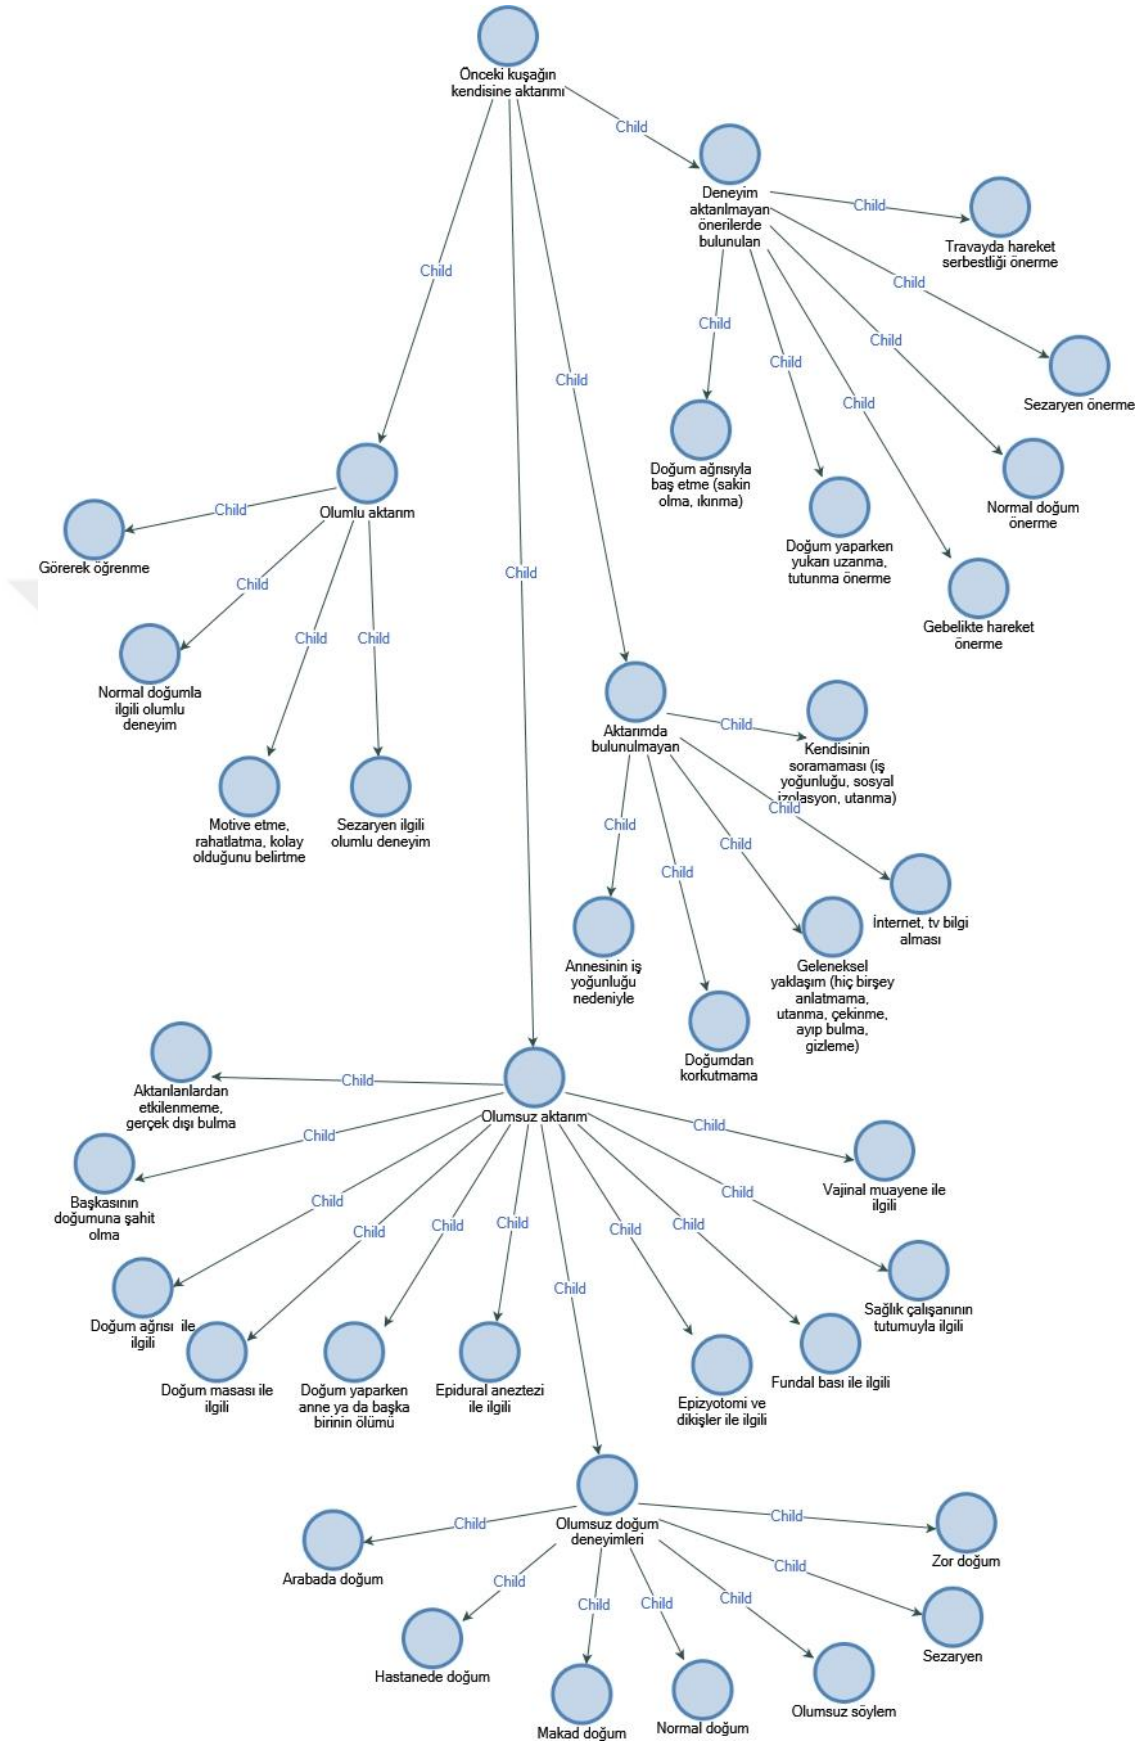 Önceki kuşağın
kendisine aktarımı
Child
Child
Child
Child
Deneyim
aktarılmayan
önerilerde
bulunulan
Child
Child
Child
Child
Child
Child
Travayda hareket
serbestliği önerme
Sezaryen önerme
Normal doğum
önerme
Gebelikte hareket
önerme
Doğum yaparken
yukarı uzanma,
tutunma önerme
Doğum ağrısıyla
baş etme (sakin
olma, ıkınma)
Olumlu aktarım
Child
Child
Child
Child
Görerek öğrenme
Normal doğumla
ilgili olumlu
deneyim
Motive etme,
rahatlatma, kolay
olduğunu belirtme
Sezaryen ilgili
olumlu deneyim
Aktarımda
bulunulmayan
Child
Child
Child
Child
Child
Kendisinin
soramaması (iş
yoğunluğu, sosyal
izolasyon, utanma)
İnternet, tv bilgi
alması
Geleneksel
yaklaşım (hiç birşey
anlatmama,
utanma, çekinme,
ayıp bulma,
gizleme)
Doğumdan
korkutmama
Annesinin iş
yoğunluğu
nedeniyle
Olumsuz aktarım
Child
Child
Child
Child
Child
Child
Child
Child
Child
Child
Child
Aktarılanlardan
etkilenmeme,
gerçek dışı bulma
Başkasının
doğumuna şahit
olma
Doğum ağrısı ile
ilgili
Doğum masası ile
ilgili
Doğum yaparken
anne ya da başka
birinin ölümü
Epidural aneztezi
ile ilgili
Epizyotomi ve
dikişler ile ilgili
Fundal bası ile ilgili
Sağlık çalışanının
tutumuyla ilgili
Vajinal muayene ile
ilgili
Olumsuz doğum
deneyimleri
Child
Child
Child
Child
Child
Child
Child
Arabada doğum
Hastanede doğum
Makad doğum
Normal doğum
Olumsuz söylem
Sezaryen
Zor doğum